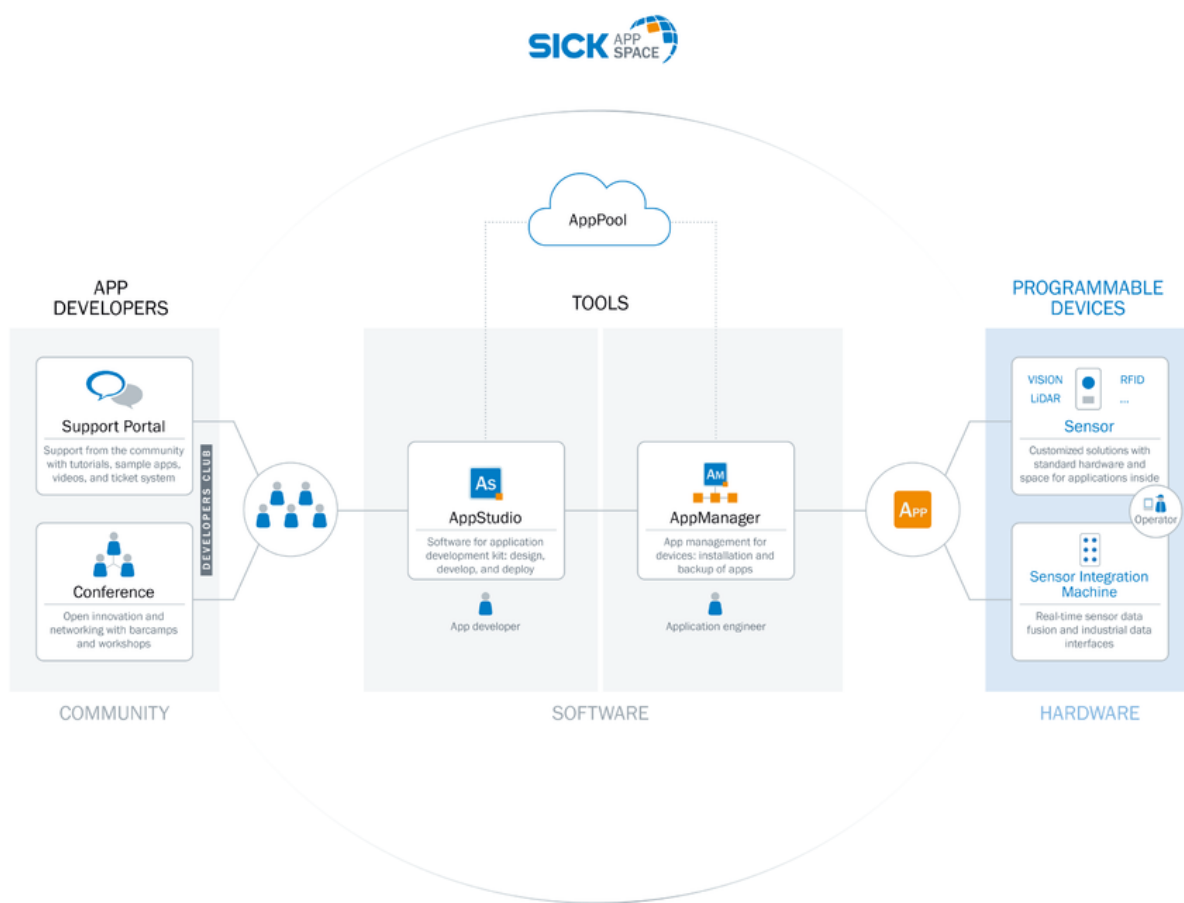 SICK APP
SPACE
AppPool
APP
DEVELOPERS
TOOLS
PROGRAMMABLE
DEVICES
Support Portal
Support from the community
with tutorials, sample apps,
videos, and ticket system
Conference
Open innovation and
networking with barcamps
and workshops
DEVELOPERS CLUB
AS
AppStudio
Software for application
development kit: design,
develop, and deploy
App developer
AM
AppManager
App management for
devices: installation and
backup of apps
Application engineer
APP
VISION
RFID
LiDAR
...
Sensor
Customized solutions with
standard hardware and
space for applications inside
Operator
Sensor Integration
Machine
Real-time sensor data
fusion and industrial data
interfaces
COMMUNITY
SOFTWARE
HARDWARE